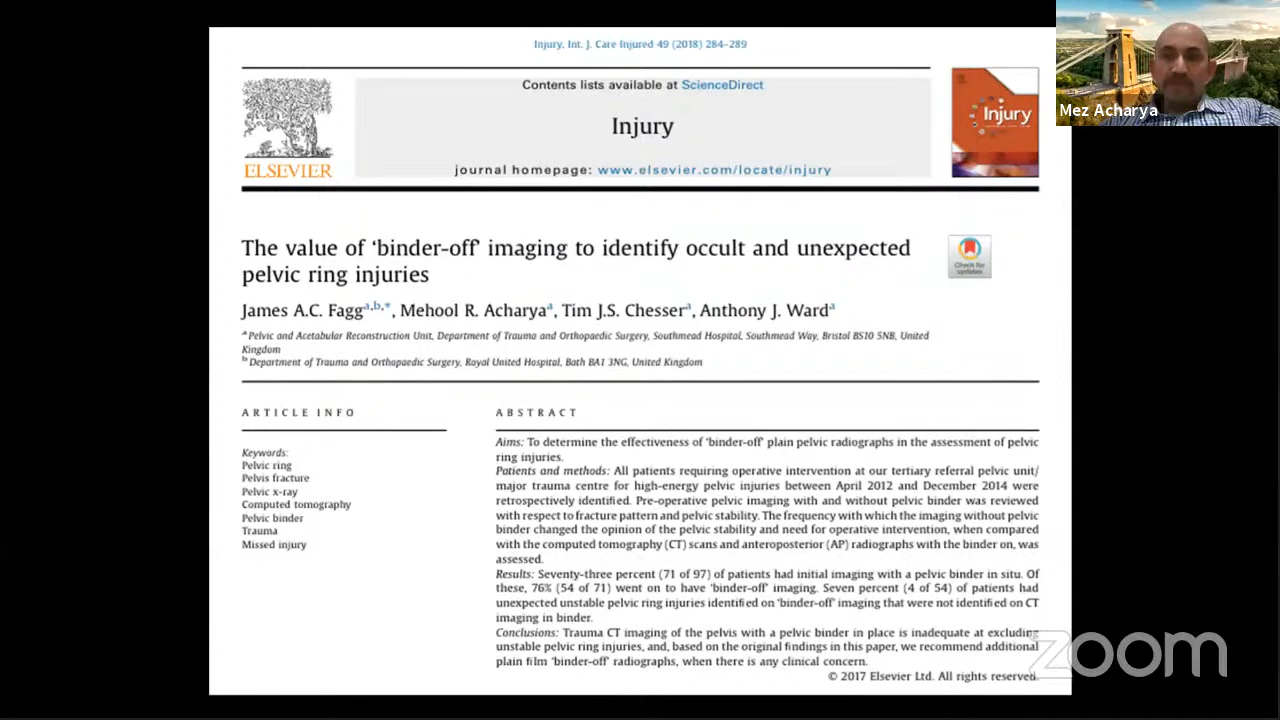 Injury, Int. J. Care Injured 49 (2018) 284–289
Contents lists available at ScienceDirect
Injury
journal homepage: www.elsevier.com/locate/injury
ELSEVIER
Injury
Mez Acharya
The value of ‘binder-off’ imaging to identify occult and unexpected
pelvic ring injuries
Check for
updates
James A.C. Fagg a,b,*, Mehool R. Acharya a, Tim J.S. Chesser a, Anthony J. Ward a
a Pelvic and Acetabular Reconstruction Unit, Department of Trauma and Orthopaedic Surgery, Southmead Hospital, Southmead Way, Bristol BS10 5NB, United
Kingdom
b Department of Trauma and Orthopaedic Surgery, Royal United Hospital, Bath BA1 3NG, United Kingdom
ARTICLE INFO
Keywords:
Pelvic ring
Pelvis fracture
Pelvic x-ray
Computed tomography
Pelvic binder
Trauma
Missed injury
ABSTRACT
Aims: To determine the effectiveness of ‘binder-off’ plain pelvic radiographs in the assessment of pelvic
ring injuries.
Patients and methods: All patients requiring operative intervention at our tertiary referral pelvic unit/
major trauma centre for high-energy pelvic injuries between April 2012 and December 2014 were
retrospectively identified. Pre-operative pelvic imaging with and without pelvic binder was reviewed
with respect to fracture pattern and pelvic stability. The frequency with which the imaging without pelvic
binder changed the opinion of the pelvic stability and need for operative intervention, when compared
with the computed tomography (CT) scans and anteroposterior (AP) radiographs with the binder on, was
assessed.
Results: Seventy-three percent (71 of 97) of patients had initial imaging with a pelvic binder in situ. Of
these, 76% (54 of 71) went on to have ‘binder-off’ imaging. Seven percent (4 of 54) of patients had
unexpected unstable pelvic ring injuries identified on ‘binder-off’ imaging that were not identified on CT
imaging in binder.
Conclusions: Trauma CT imaging of the pelvis with a pelvic binder in place is inadequate at excluding
unstable pelvic ring injuries, and, based on the original findings in this paper, we recommend additional
plain film ‘binder-off’ radiographs, when there is any clinical concern.
© 2017 Elsevier Ltd. All rights reserved.
zoom